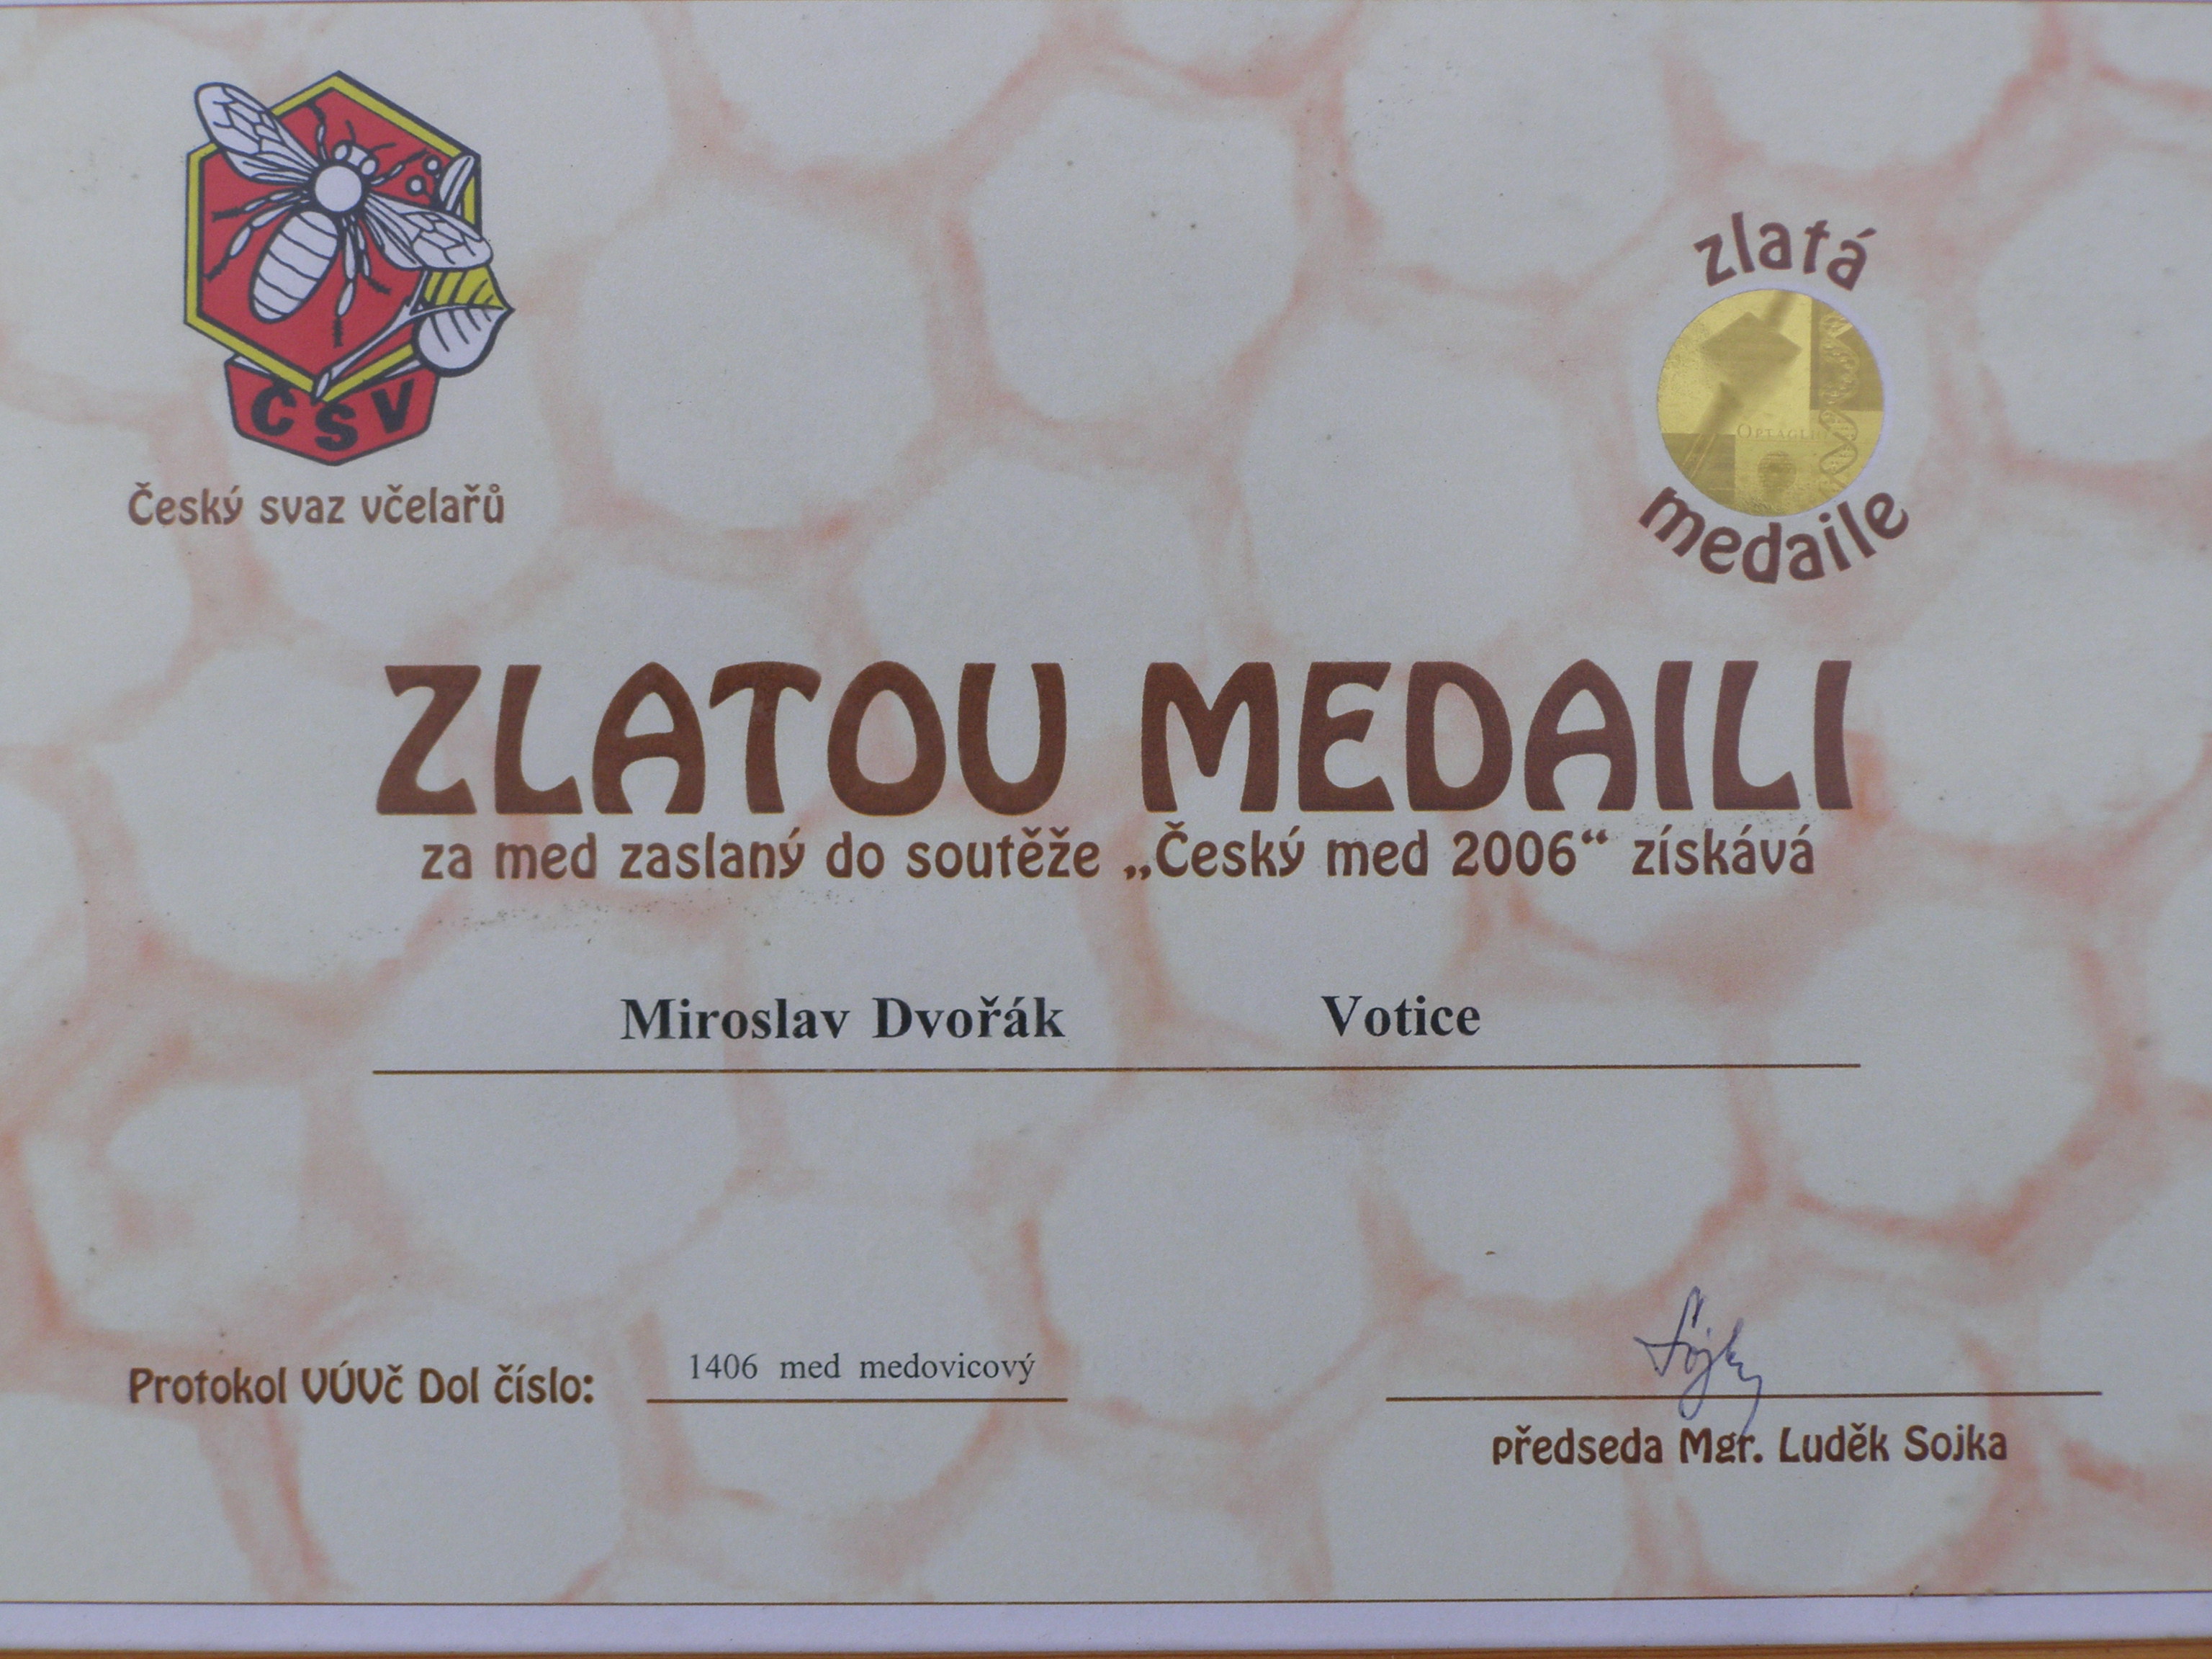 ČSV
Český svaz včelařů
zlatá
medaile
ZLATOU MEDAILI
za med zaslaný do soutěže „Český med 2006“ získává
Miroslav Dvořák Votice
Protokol VÚVč Dol číslo: 1406 med medovicový
předseda Mgr. Luděk Sojka